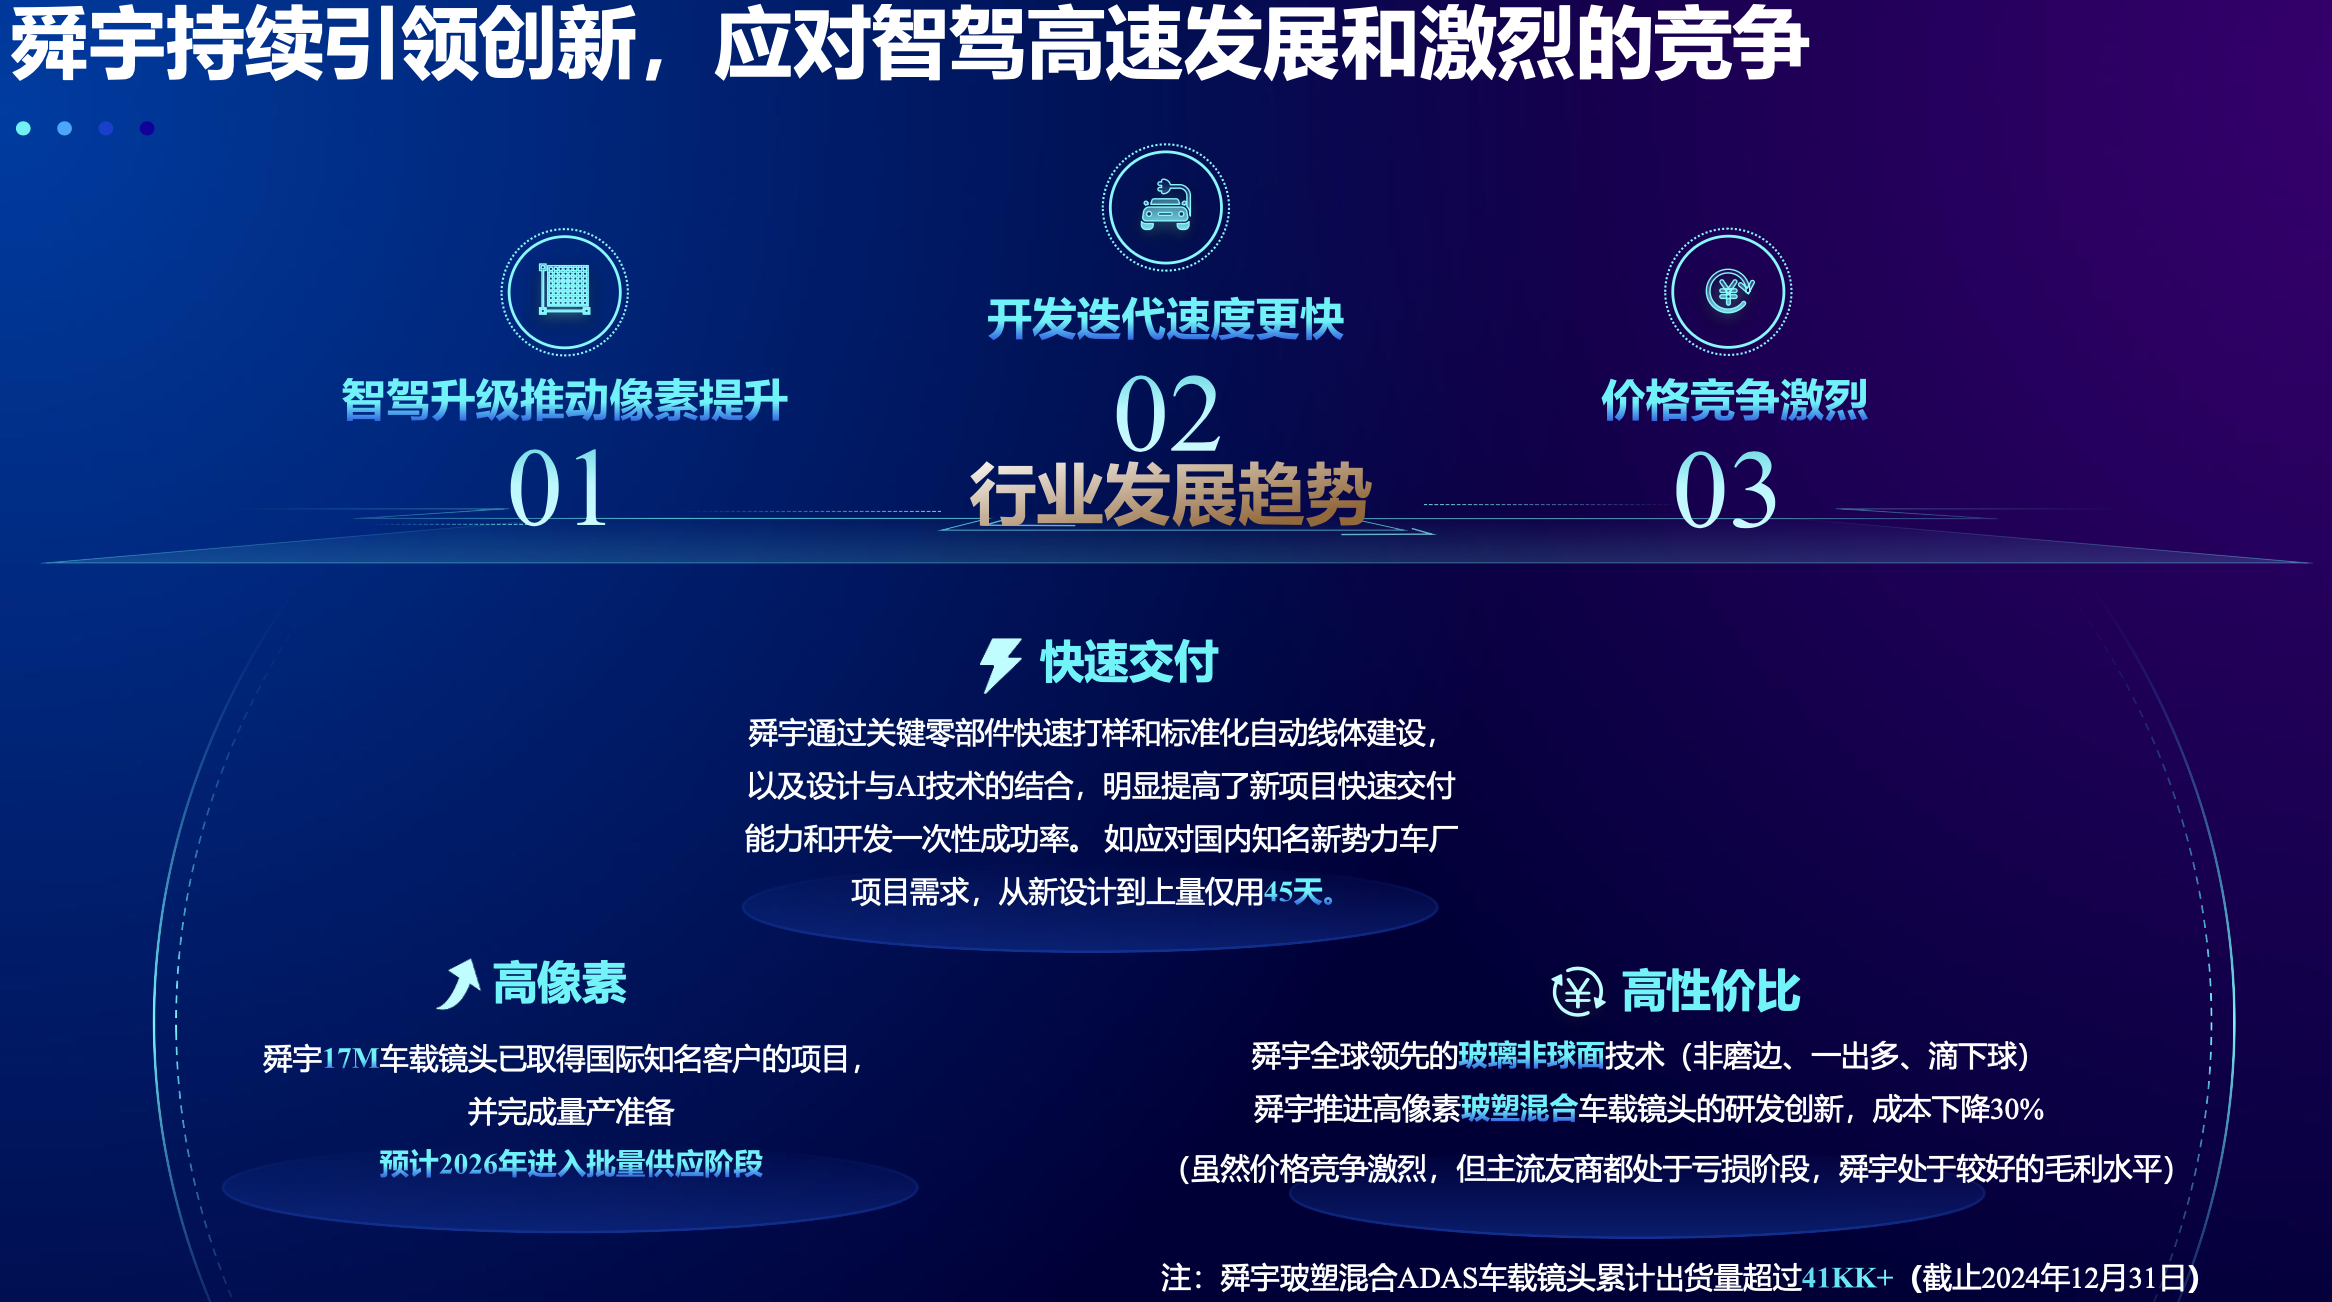 舜宇持续引领创新，应对智驾高速发展和激烈的竞争
智驾升级推动像素提升
01
开发迭代速度更快
02
价格竞争激烈
03
行业发展趋势
快速交付
舜宇通过关键零部件快速打样和标准化自动线体建设，
以及设计与AI技术的结合，明显提高了新项目快速交付
能力和开发一次性成功率。 如应对国内知名新势力车厂
项目需求，从新设计到上量仅用45天。
高像素
舜宇17M车载镜头已取得国际知名客户的项目，
并完成量产准备
预计2026年进入批量供应阶段
高性价比
舜宇全球领先的玻璃非球面技术（非磨边、一出多、滴下球）
舜宇推进高像素玻塑混合车载镜头的研发创新，成本下降30%
（虽然价格竞争激烈，但主流友商都处于亏损阶段，舜宇处于较好的毛利水平）
注：舜宇玻塑混合ADAS车载镜头累计出货量超过41KK+（截止2024年12月31日）